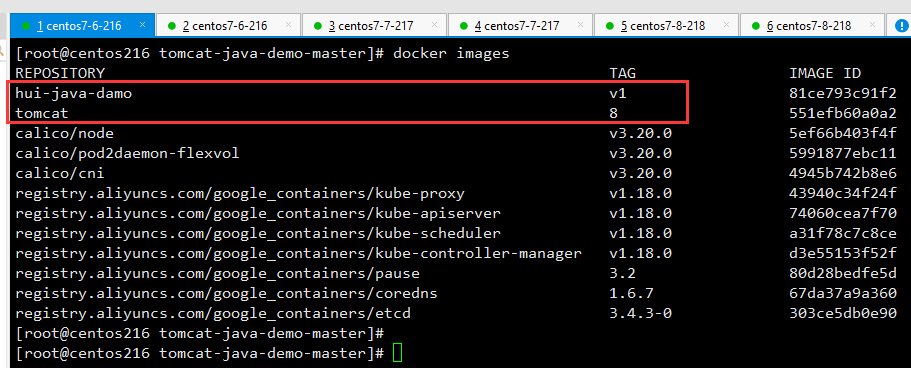 1 centos7-6-216 × 2 centos7-6-216 × 3 centos7-7-217 × 4 centos7-7-217 × 5 centos7-8-218 × 6 centos7-8-218 ×
[root@centos216 tomcat-java-demo-master]# docker images
REPOSITORY TAG IMAGE ID
hui-java-damo v1 81ce793c91f2
tomcat 8 551efb60a0a2
calico/node v3.20.0 5ef66b403f4f
calico/pod2daemon-flexvol v3.20.0 5991877ebc11
calico/cni v3.20.0 4945b742b8e6
registry.aliyuncs.com/google_containers/kube-proxy v1.18.0 43940c34f24f
registry.aliyuncs.com/google_containers/kube-apiserver v1.18.0 74060cea7f70
registry.aliyuncs.com/google_containers/kube-scheduler v1.18.0 a31f78c7c8ce
registry.aliyuncs.com/google_containers/kube-controller-manager v1.18.0 d3e55153f52f
registry.aliyuncs.com/google_containers/pause 3.2 80d28bedfe5d
registry.aliyuncs.com/google_containers/coredns 1.6.7 67da37a9a360
registry.aliyuncs.com/google_containers/etcd 3.4.3-0 303ce5db0e90
[root@centos216 tomcat-java-demo-master]#
[root@centos216 tomcat-java-demo-master]#